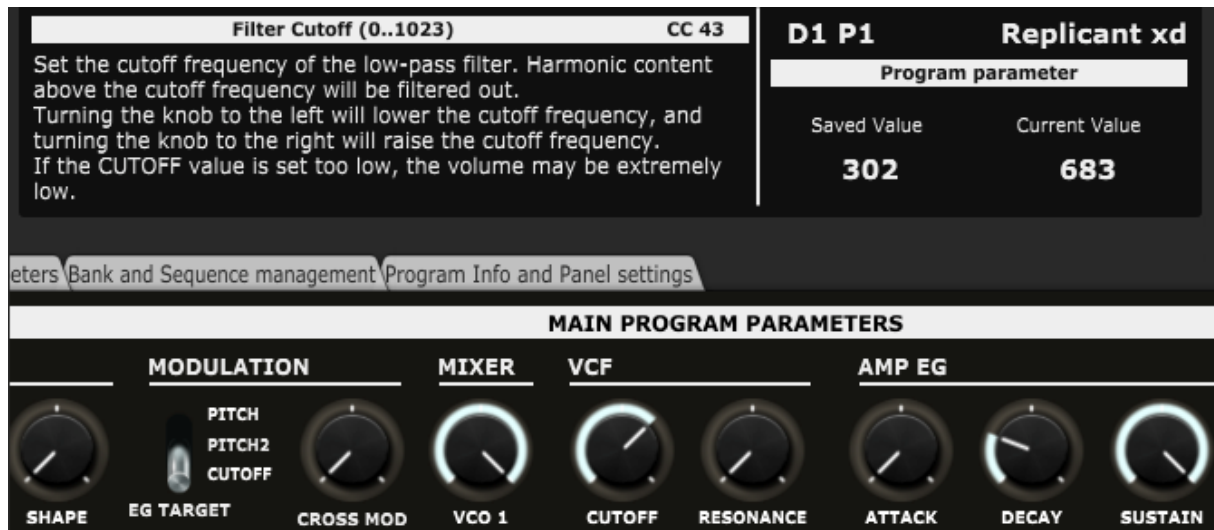 Filter Cutoff (0..1023) CC 43
Set the cutoff frequency of the low-pass filter. Harmonic content
above the cutoff frequency will be filtered out.
Turning the knob to the left will lower the cutoff frequency, and
turning the knob to the right will raise the cutoff frequency.
If the CUTOFF value is set too low, the volume may be extremely
low.
D1 P1 Replicant xd
Program parameter
Saved Value Current Value
302 683
eters Bank and Sequence management Program Info and Panel settings
MAIN PROGRAM PARAMETERS
MODULATION MIXER VCF AMP EG
PITCH
PITCH2
CUTOFF
EG TARGET
SHAPE CROSS MOD VCO 1 CUTOFF RESONANCE ATTACK DECAY SUSTAIN